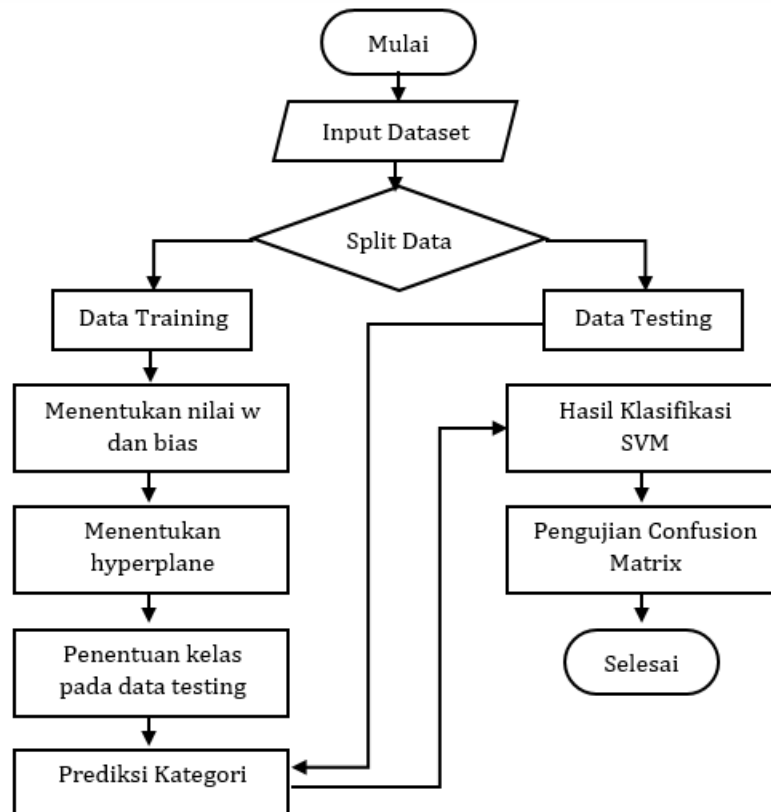 Mulai
Input Dataset
Split Data
Data Training
Data Testing
Menentukan nilai w
dan bias
Menentukan
hyperplane
Penentuan kelas
pada data testing
Prediksi Kategori
Hasil Klasifikasi
SVM
Pengujian Confusion
Matrix
Selesai